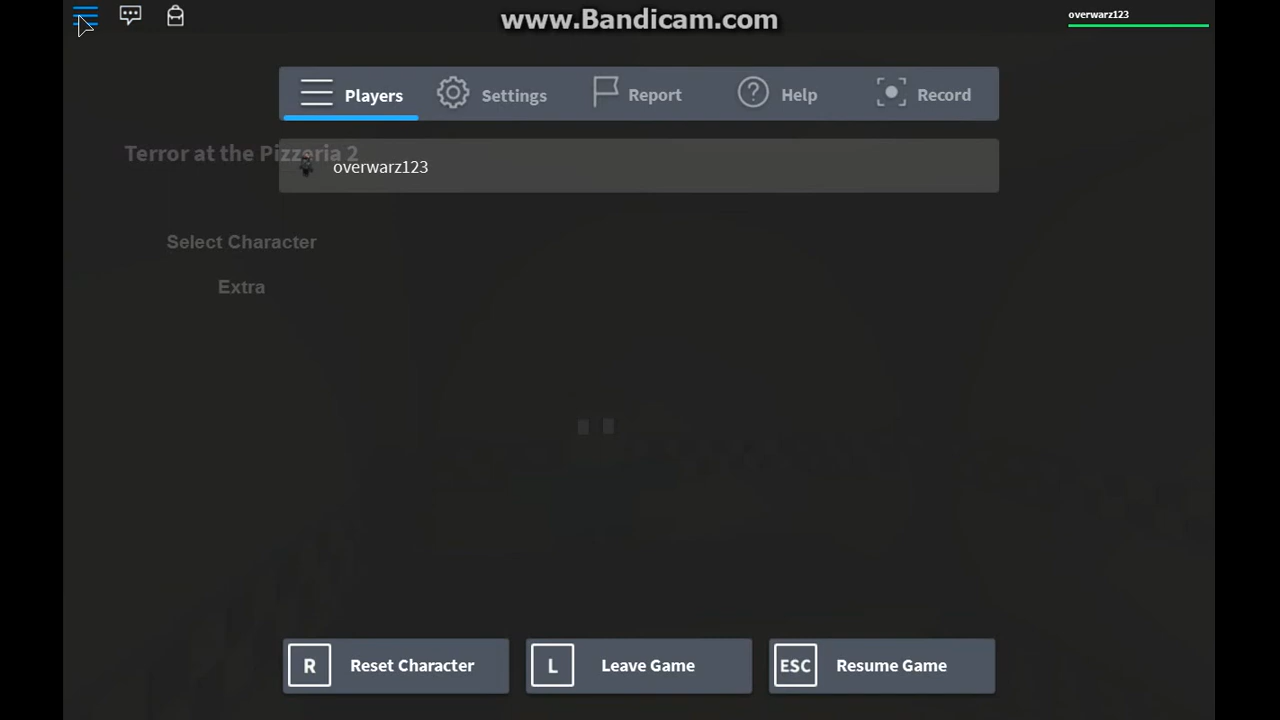 www.Bandicam.com
overwarz123
Players Settings Report Help Record
Terror at the Pizzeria 2
overwarz123
Select Character
Extra
R Reset Character L Leave Game ESC Resume Game